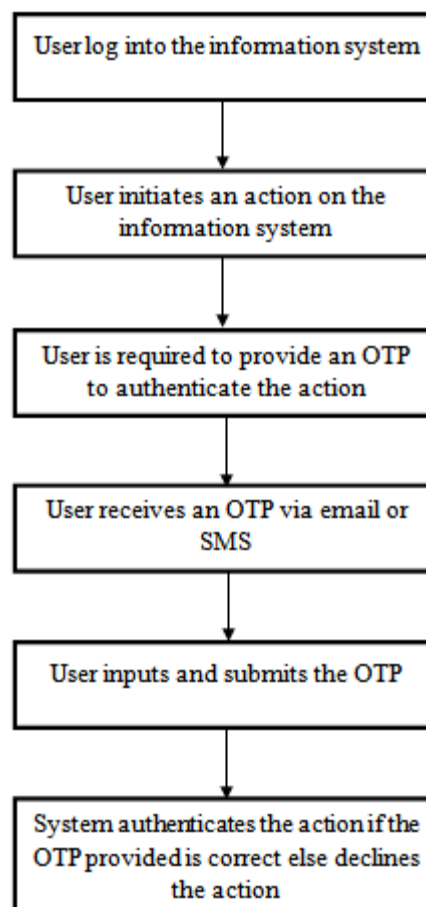 User log into the information system
User initiates an action on the
information system
User is required to provide an OTP
to authenticate the action
User receives an OTP via email or
SMS
User inputs and submits the OTP
System authenticates the action if the
OTP provided is correct else declines
the action